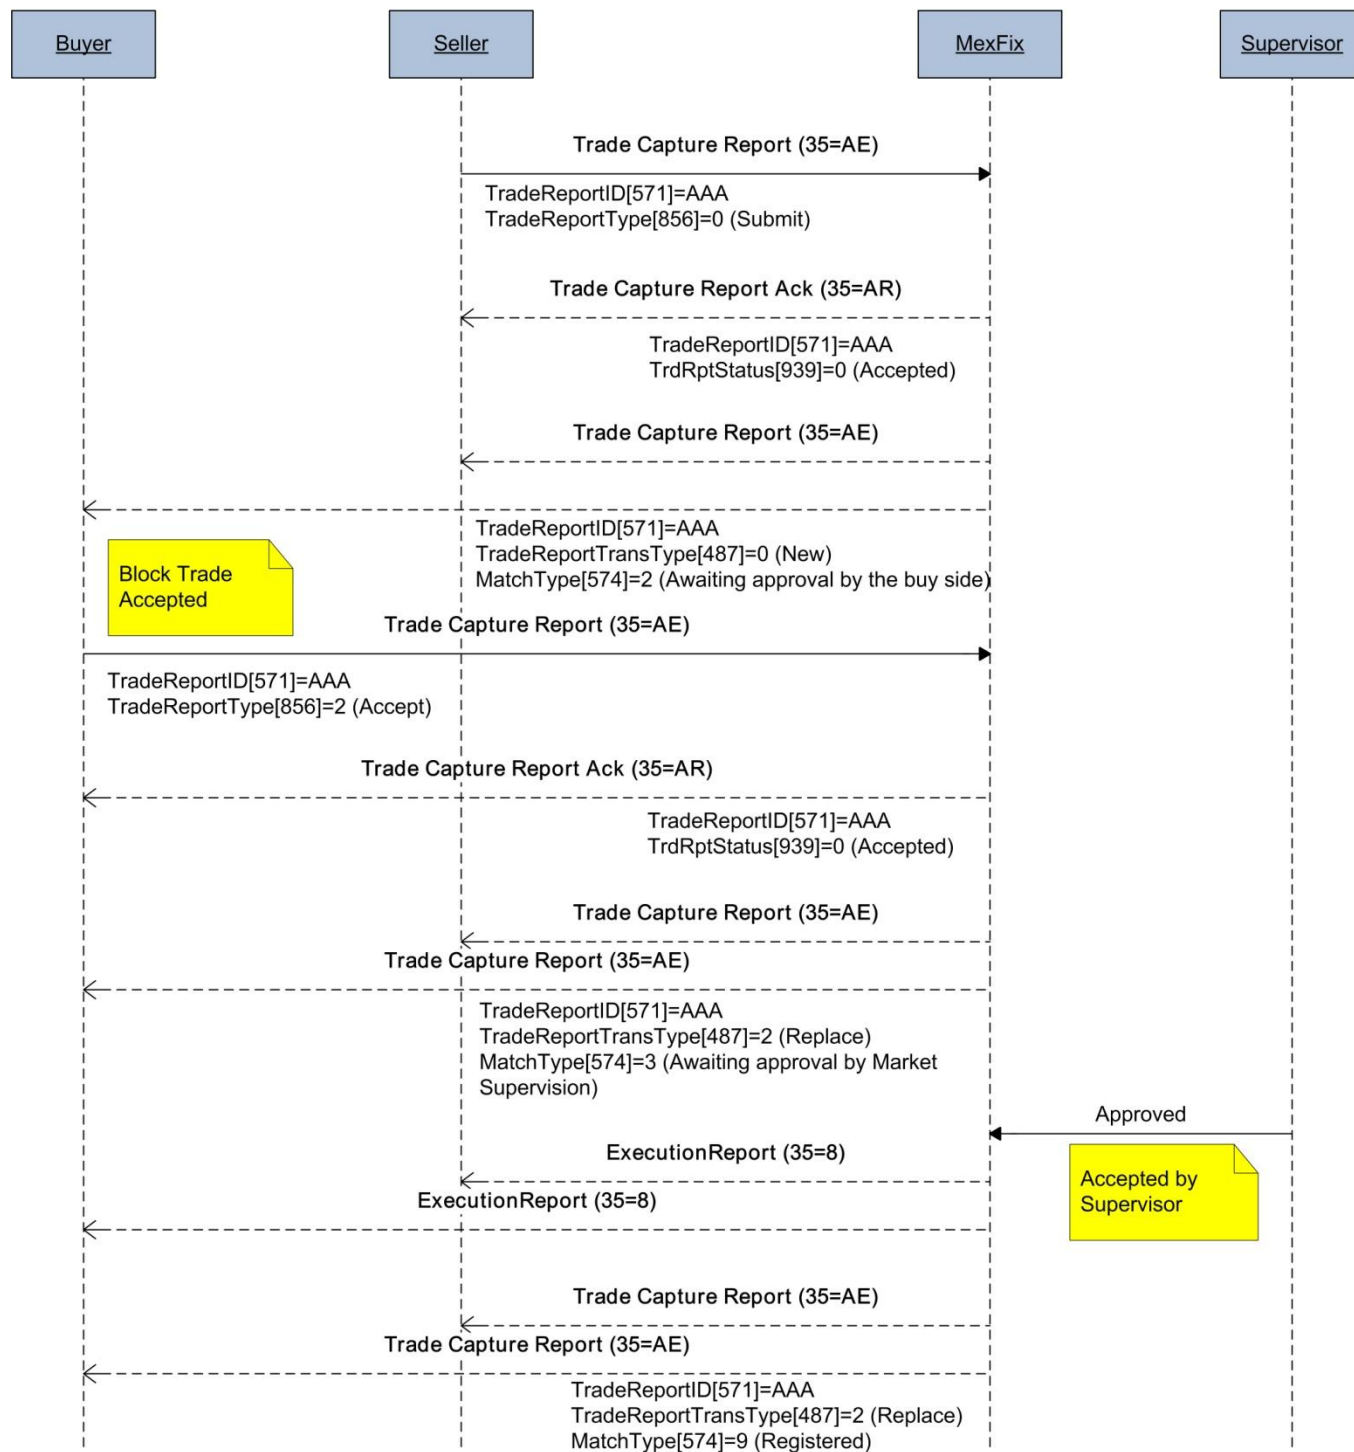 Buyer
Seller
MexFix
Supervisor
Trade Capture Report (35=AE)
TradeReportID[571]=AAA
TradeReportType[856]=0 (Submit)
Trade Capture Report Ack (35=AR)
TradeReportID[571]=AAA
TrdRptStatus[939]=0 (Accepted)
Trade Capture Report (35=AE)
TradeReportID[571]=AAA
TradeReportTransType[487]=0 (New)
MatchType[574]=2 (Awaiting approval by the buy side)
Block Trade
Accepted
Trade Capture Report (35=AE)
TradeReportID[571]=AAA
TradeReportType[856]=2 (Accept)
Trade Capture Report Ack (35=AR)
TradeReportID[571]=AAA
TrdRptStatus[939]=0 (Accepted)
Trade Capture Report (35=AE)
Trade Capture Report (35=AE)
TradeReportID[571]=AAA
TradeReportTransType[487]=2 (Replace)
MatchType[574]=3 (Awaiting approval by Market
Supervision)
Approved
Accepted by
Supervisor
ExecutionReport (35=8)
ExecutionReport (35=8)
Trade Capture Report (35=AE)
Trade Capture Report (35=AE)
TradeReportID[571]=AAA
TradeReportTransType[487]=2 (Replace)
MatchType[574]=9 (Registered)